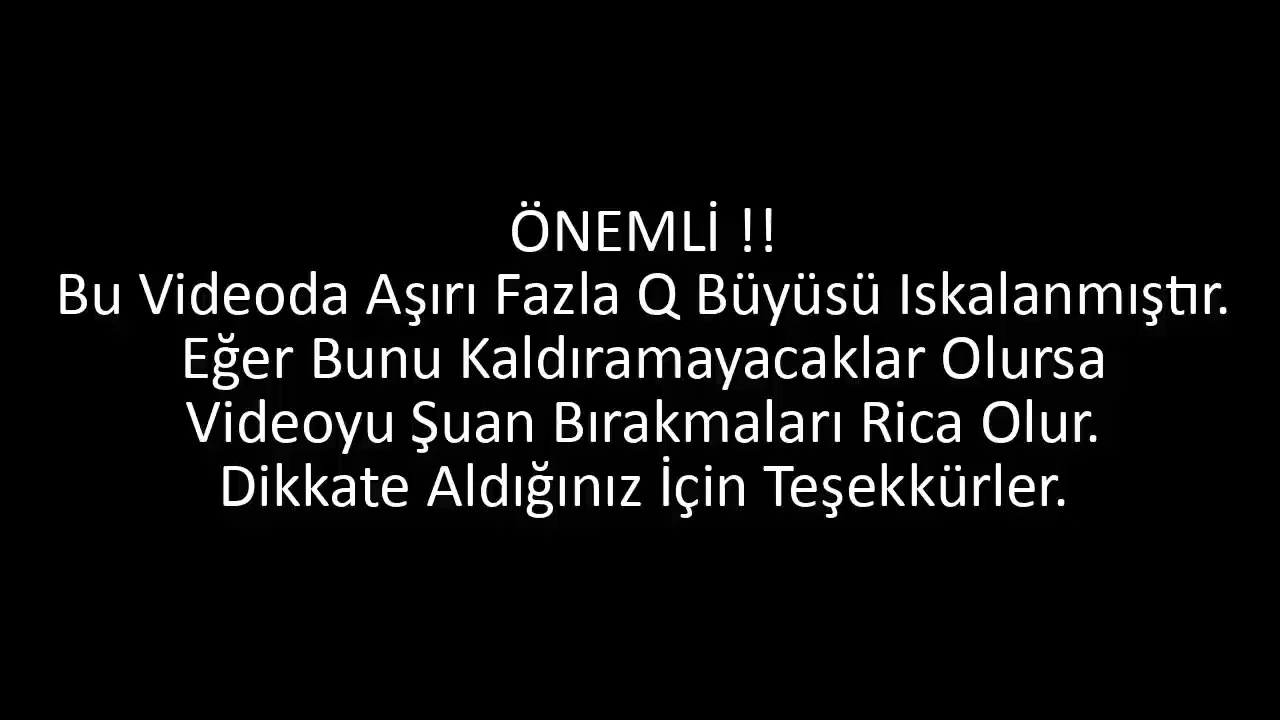 ÖNEMLİ !!
Bu Videoda Aşırı Fazla Q Büyüsü Iskalanmıştır.
Eğer Bunu Kaldıramayacaklar Olursa
Videoyu Şuan Bırakmaları Rica Olur.
Dikkate Aldığınız İçin Teşekkürler.